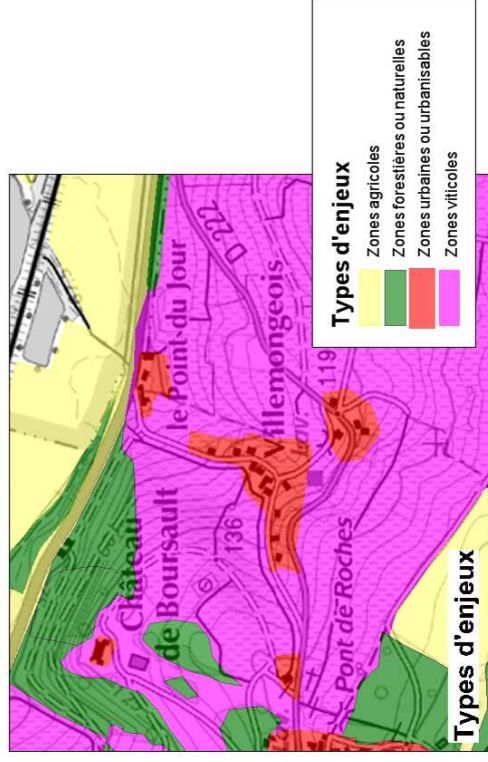 Types d'enjeux
Zones agricoles
Zones forestières ou naturelles
Zones urbaines ou urbanisables
Zones viticoles
D 222
le Point du Jour
Villemongeois
119
Château
de Boursault
136
Pont de Roches
Types d'enjeux